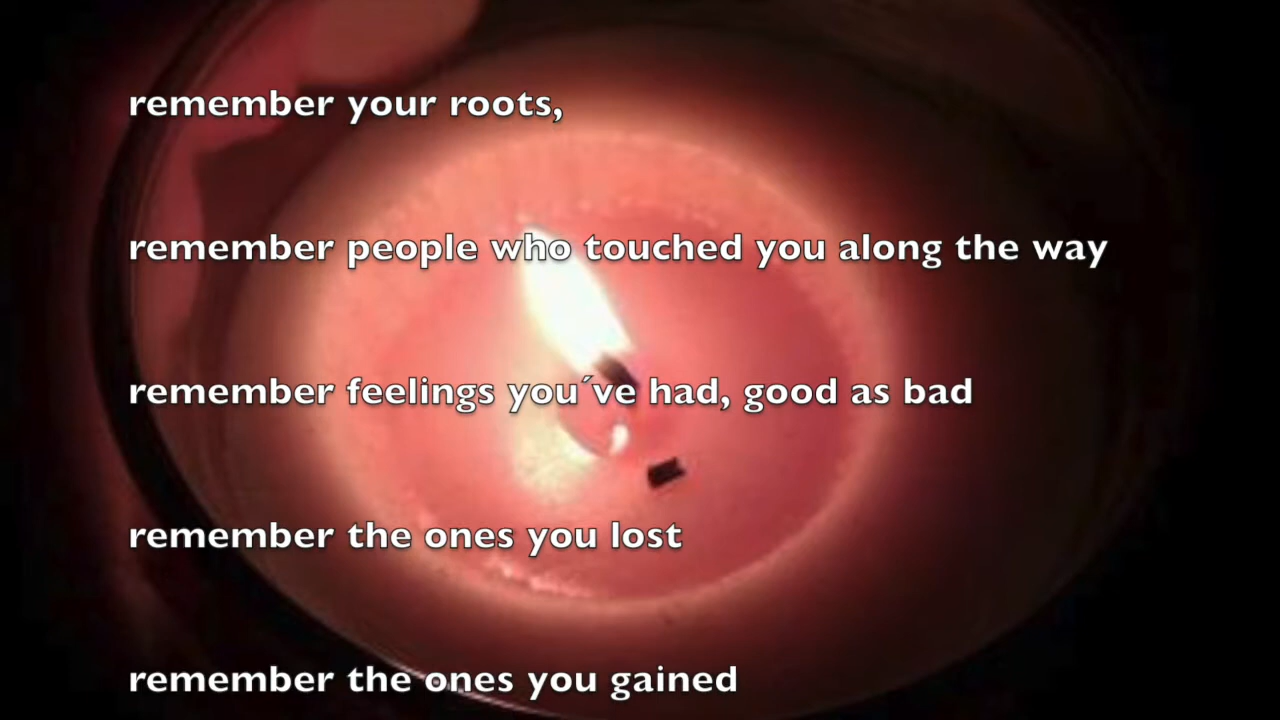 remember your roots,
remember people who touched you along the way
remember feelings you´ve had, good as bad
remember the ones you lost
remember the ones you gained